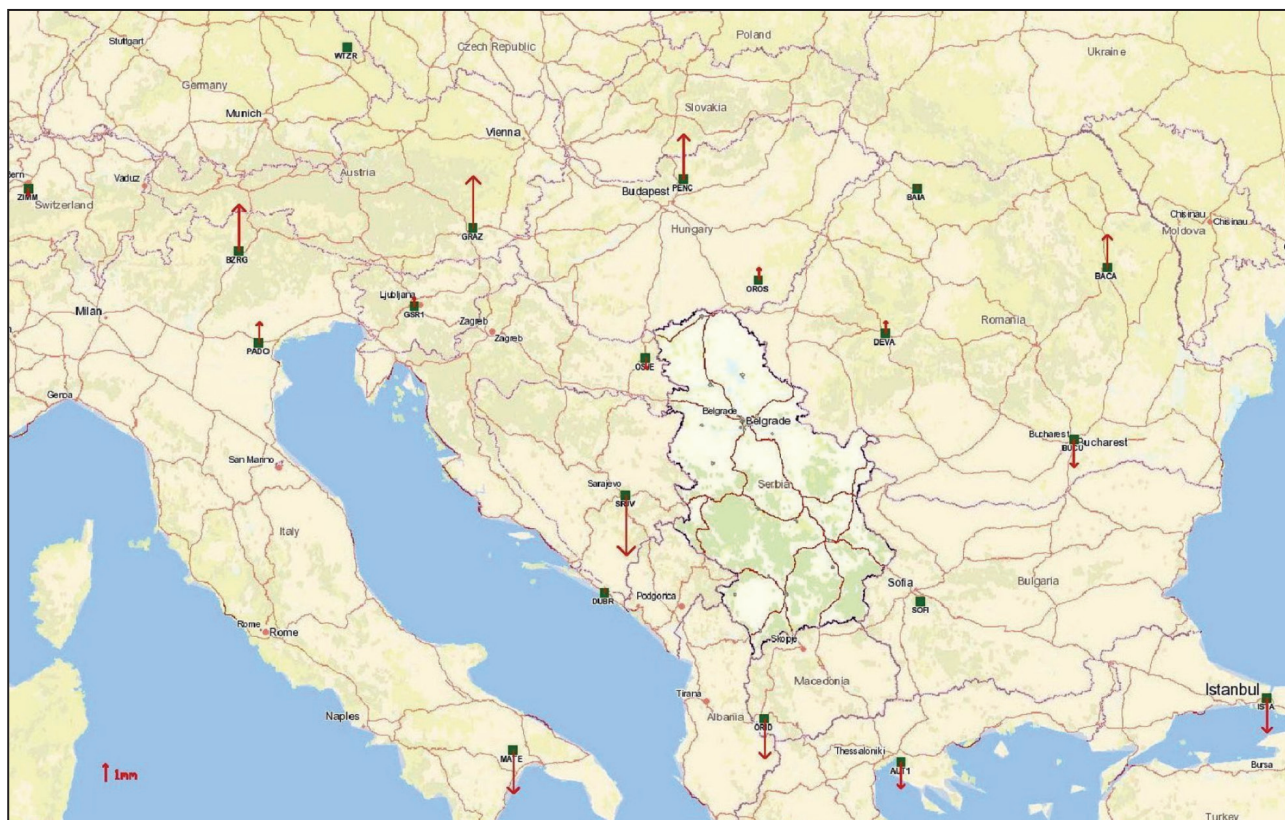 Stuttgart
WTZR
Czech Republic
Poland
Ukraine
Germany
Munich
Slovakia
Vienna
Austria
Vaduz
ZIMM
Switzerland
Budapest
PENC
BAIA
Chisinau
Chisinau
Moldova
GRAZ
Hungary
BZRG
BACA
OROS
Ljubljana
GSR1
Milan
Zagreb
Zagreb
Romania
PADO
DEVA
Genoa
Belgrade
Belgrade
Bucharest
Bucharest
BUCU
San Marino
Sarajevo
SRJV
Serbia
Italy
Sofia
Bulgaria
DUBR
Podgorica
SOFI
Rome
Rome
Skopje
Macedonia
Tirana
Istanbul
ISTA
Naples
Albania
ORID
MATE
Thessaloniki
AUT1
Bursa
1mm
Turkey